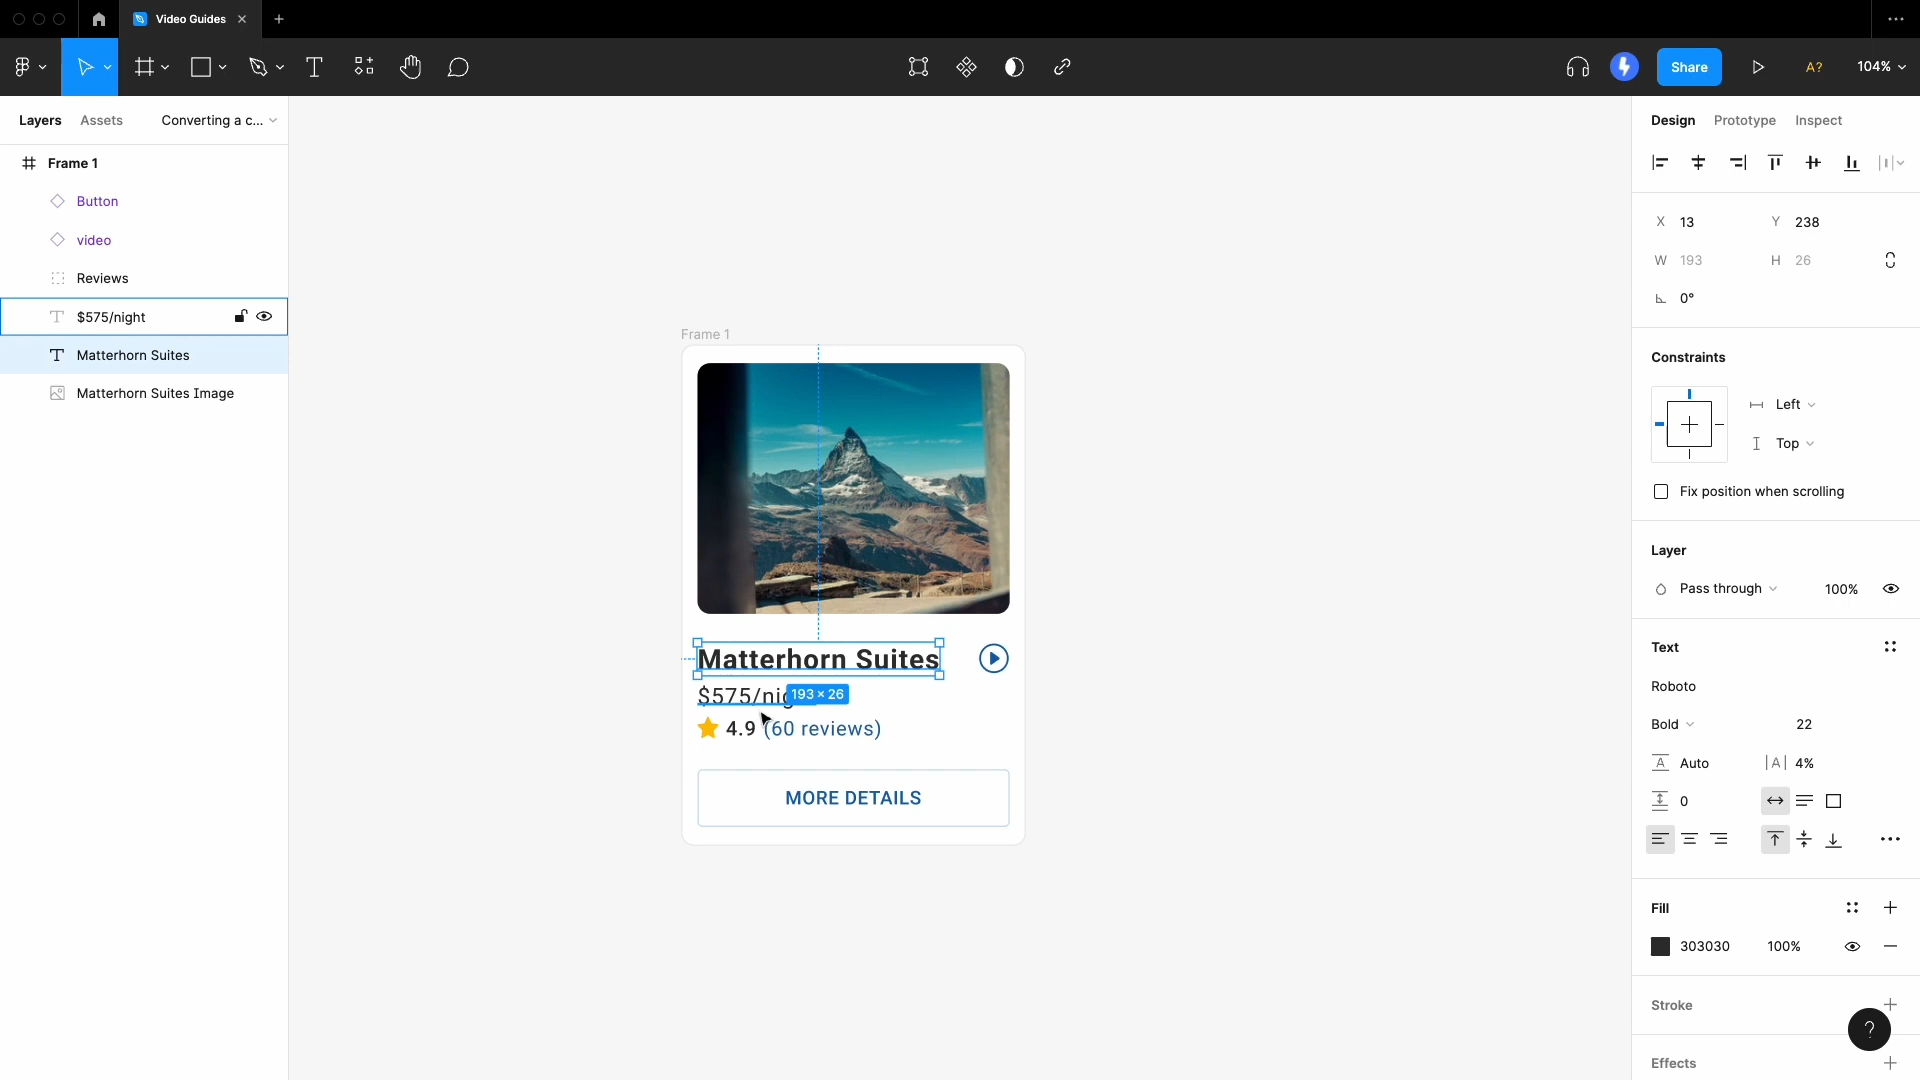 Video Guides
Share
A?
104%
Layers
Assets
Converting a c...
Frame 1
Button
video
Reviews
$575/night
Matterhorn Suites
Matterhorn Suites Image
Frame 1
Matterhorn Suites
193 × 26
4.9 (60 reviews)
MORE DETAILS
Design
Prototype
Inspect
X 13
Y 238
W 193
H 26
0°
Constraints
Left
Top
Fix position when scrolling
Layer
Pass through
100%
Text
Roboto
Bold
22
A Auto
|A| 4%
0
Fill
303030
100%
Stroke
?
Effects